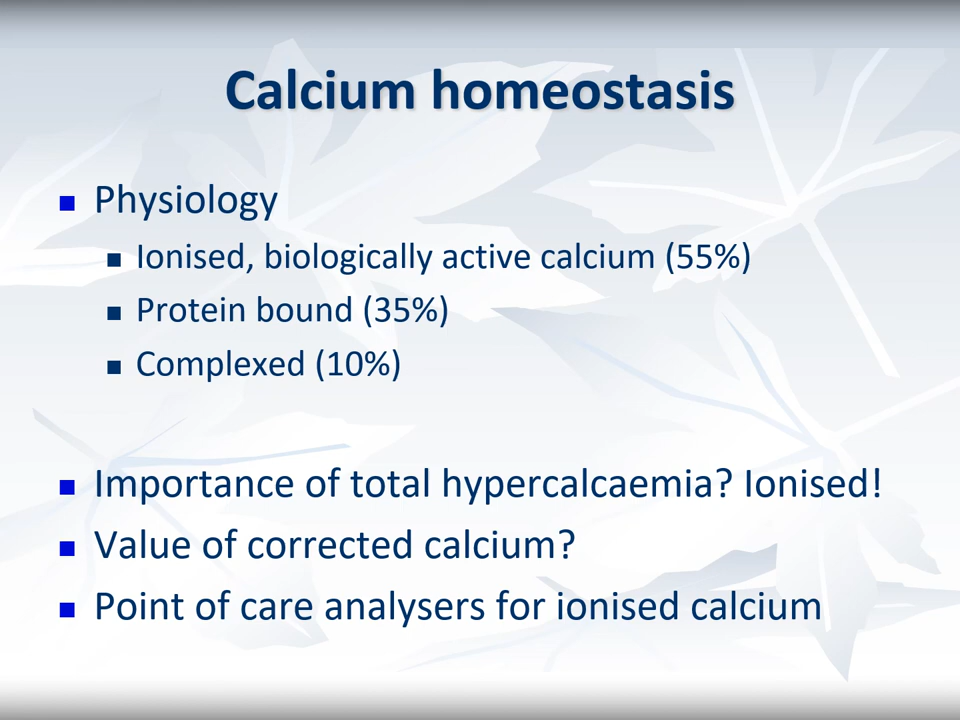 Calcium homeostasis
Physiology
Ionised, biologically active calcium (55%)
Protein bound (35%)
Complexed (10%)
Importance of total hypercalcaemia? Ionised!
Value of corrected calcium?
Point of care analysers for ionised calcium